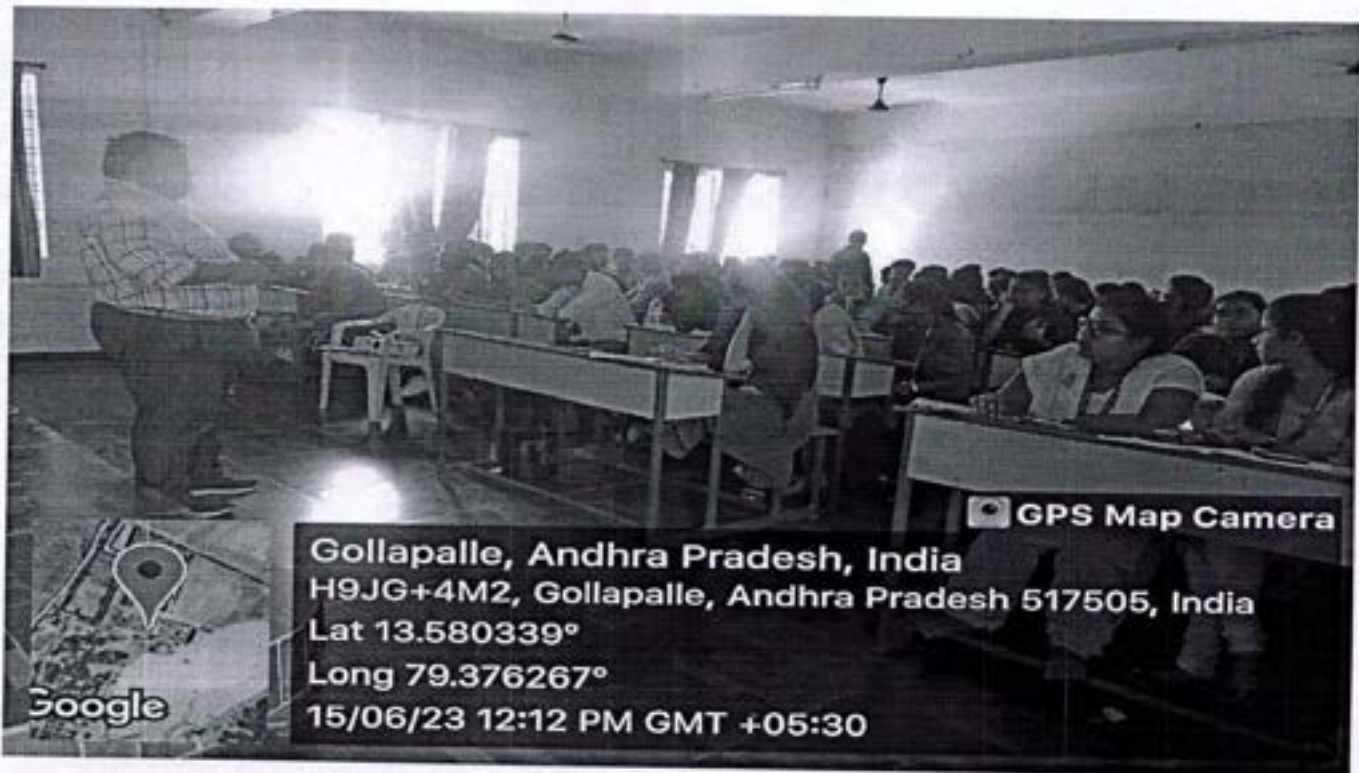 GPS Map Camera
Gollapalle, Andhra Pradesh, India
H9JG+4M2, Gollapalle, Andhra Pradesh 517505, India
Lat 13.580339°
Long 79.376267°
15/06/23 12:12 PM GMT +05:30
Google